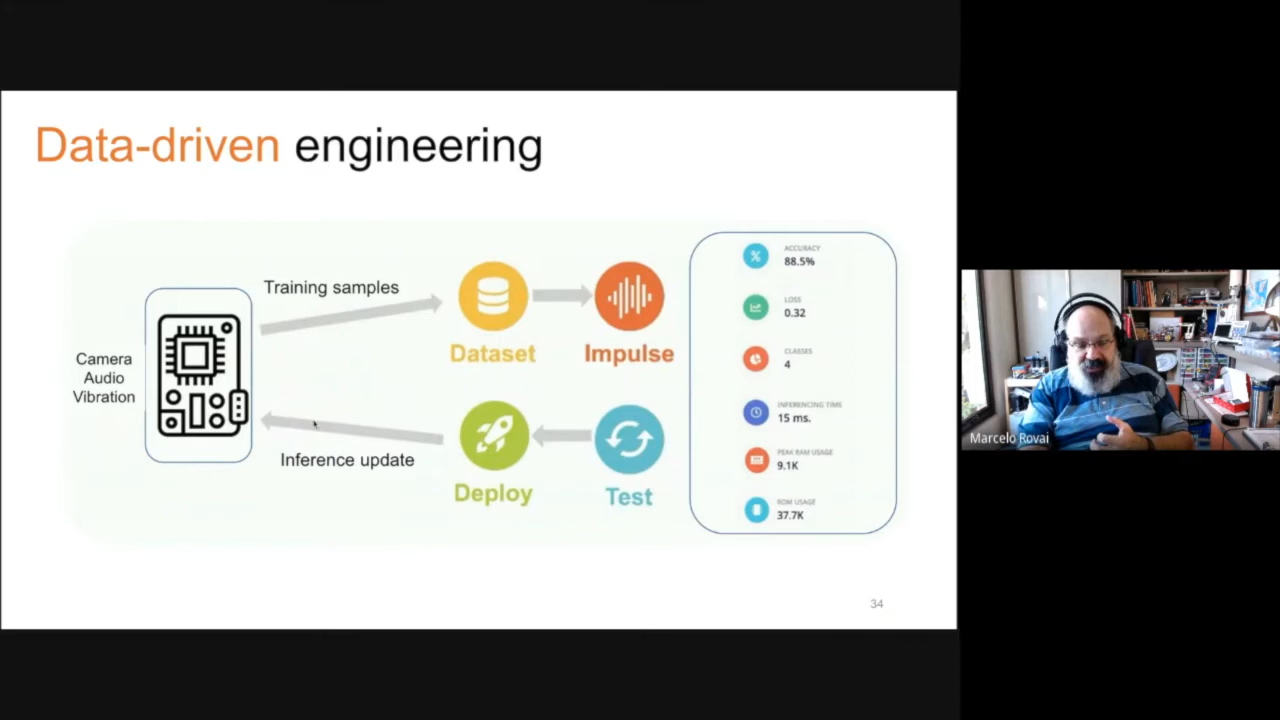 Data-driven engineering
Training samples
Camera
Audio
Vibration
Dataset
Impulse
Inference update
Deploy
Test
ACCURACY
88.5%
LOSS
0.32
CLASSES
4
INFERENCING TIME
15 ms.
PEAK RAM USAGE
9.1K
ROM USAGE
37.7K
34
Marcelo Rovai